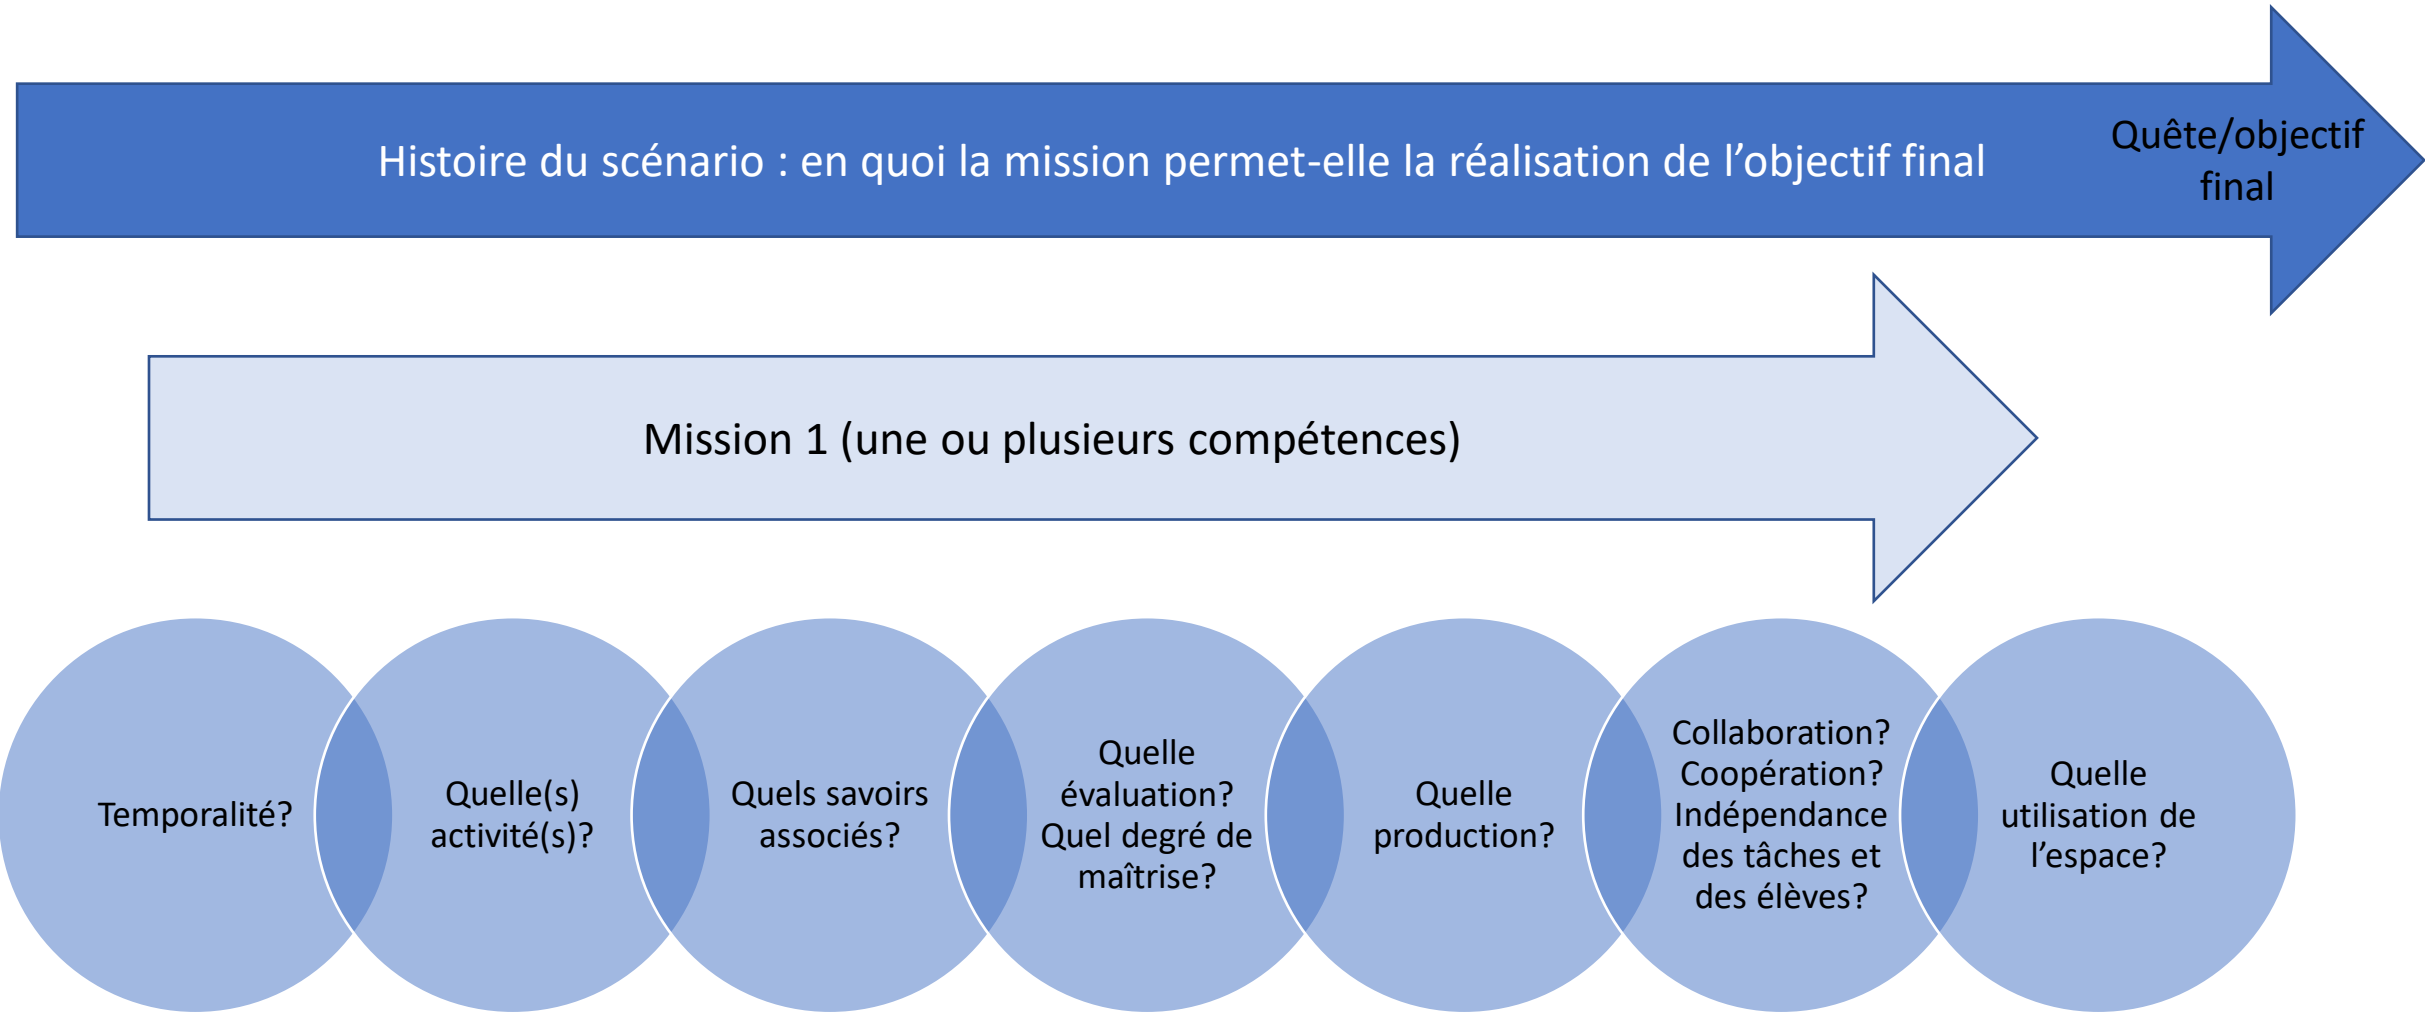 Histoire du scénario : en quoi la mission permet-elle la réalisation de l’objectif final
Quête/objectif
final
Mission 1 (une ou plusieurs compétences)
Temporalité?
Quelle(s)
activité(s)?
Quels savoirs
associés?
Quelle
évaluation?
Quel degré de
maîtrise?
Quelle
production?
Collaboration?
Coopération?
Indépendance
des tâches et
des élèves?
Quelle
utilisation de
l’espace?